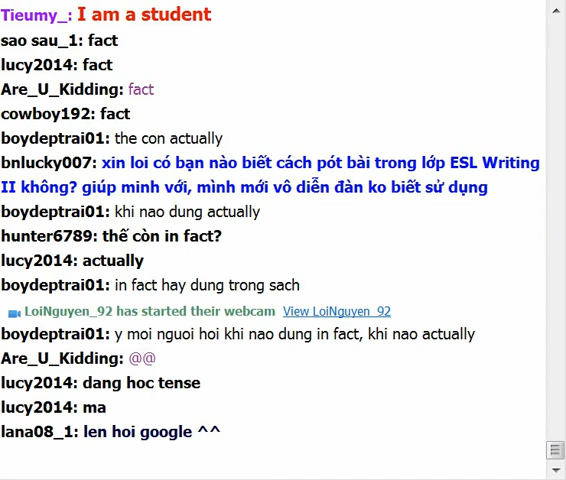 Tieumy_: I am a student
sao sau_1: fact
lucy2014: fact
Are_U_Kidding: fact
cowboy192: fact
boydeptrai01: the con actually
bnlucky007: xin loi có bạn nào biết cách pót bài trong lớp ESL Writing
II không? giúp minh với, mình mới vô diễn đàn ko biết sử dụng
boydeptrai01: khi nao dung actually
hunter6789: thế còn in fact?
lucy2014: actually
boydeptrai01: in fact hay dung trong sach
LoiNguyen_92 has started their webcam View LoiNguyen_92
boydeptrai01: y moi nguoi hoi khi nao dung in fact, khi nao actually
Are_U_Kidding: @@
lucy2014: dang hoc tense
lucy2014: ma
lana08_1: len hoi google ^^